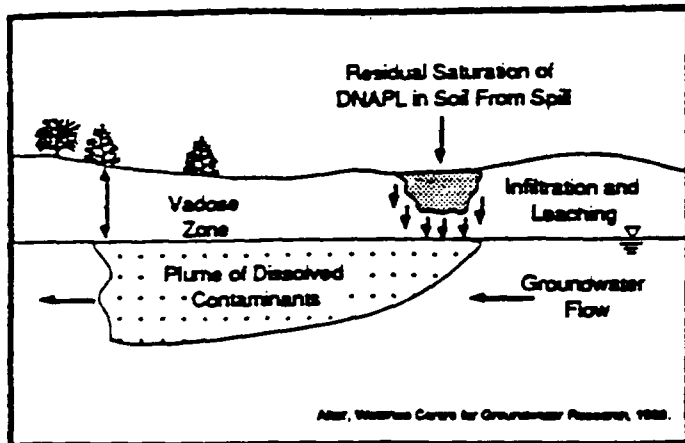 Residual Saturation of
DNAPL in Soil From Spill
Infiltration and
Leaching
Vadose
Zone
Plume of Dissolved
Contaminants
Groundwater
Flow
After, Waterloo Centre for Groundwater Research,